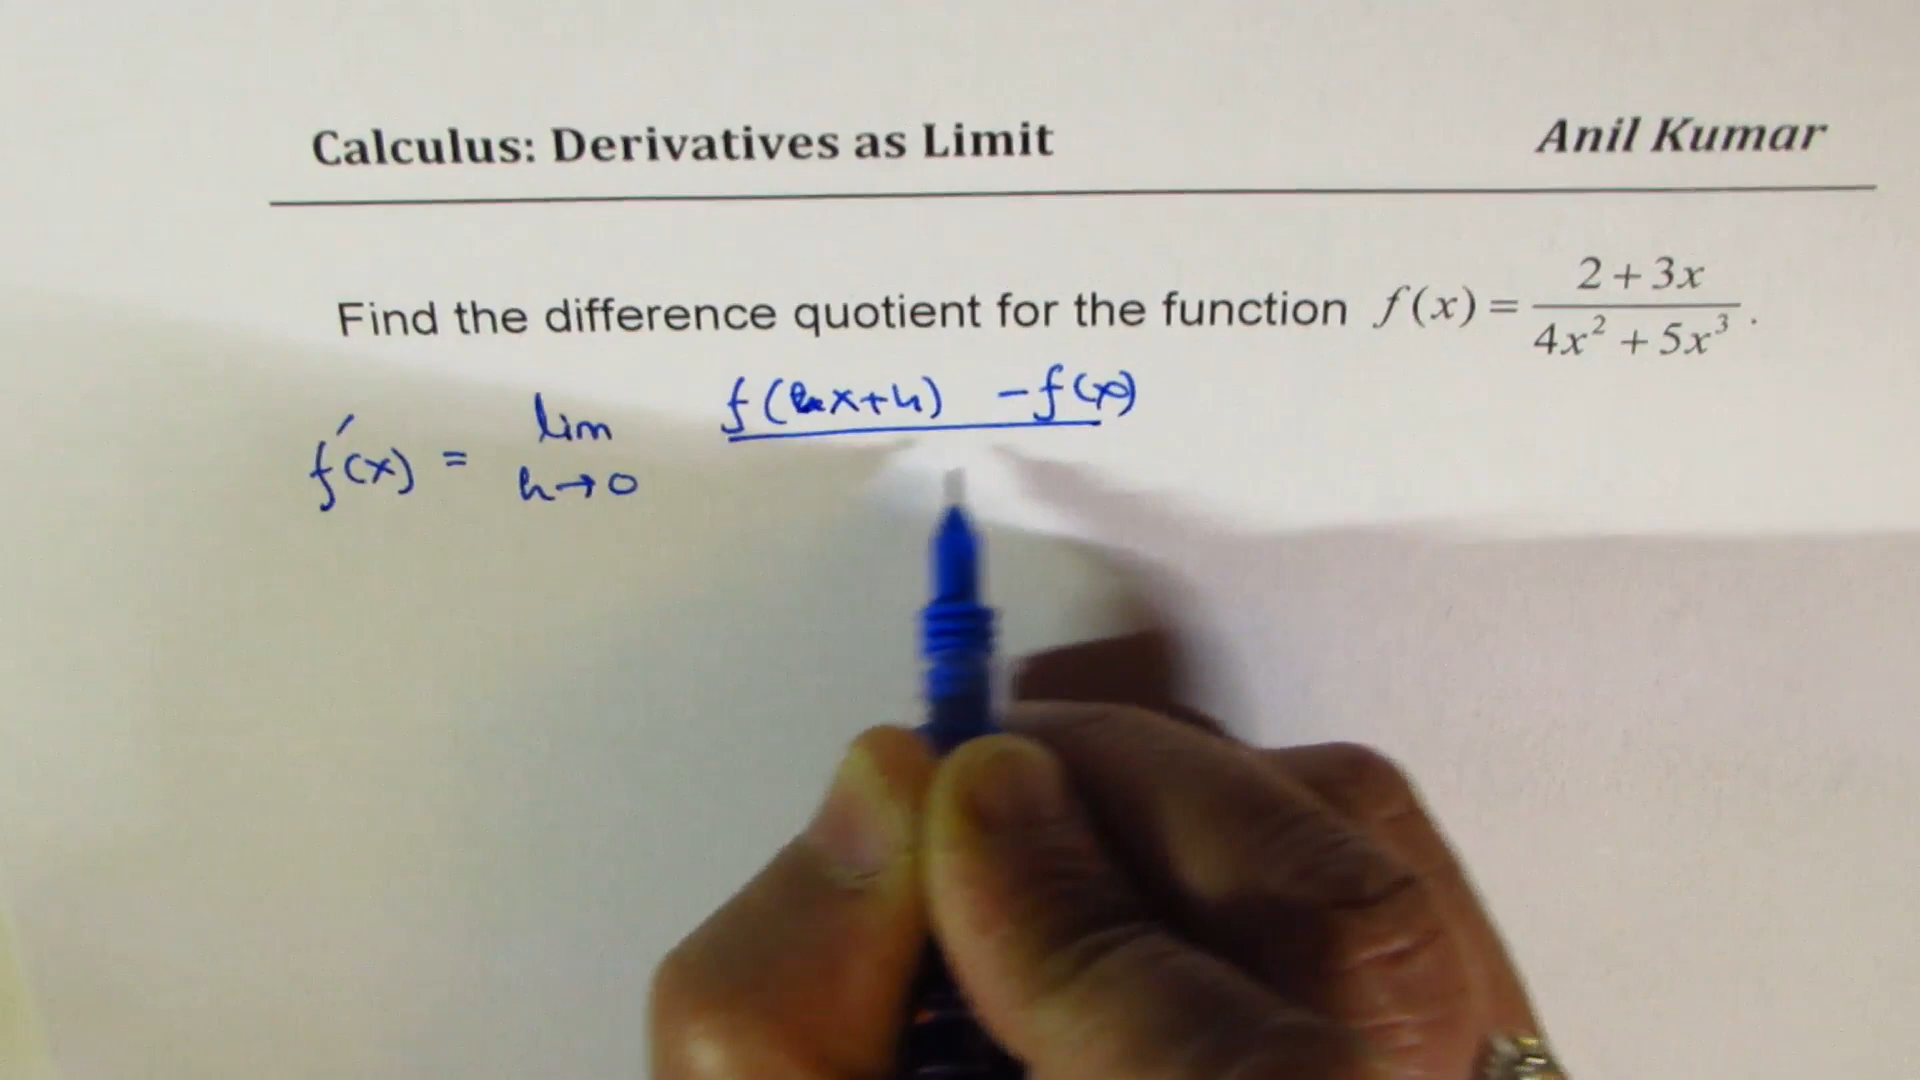 Calculus: Derivatives as Limit Anil Kumar
Find the difference quotient for the function f(x) = (2+3x)/(4x² + 5x³).
f'(x) = lim h→0 f(x+h) - f(x)